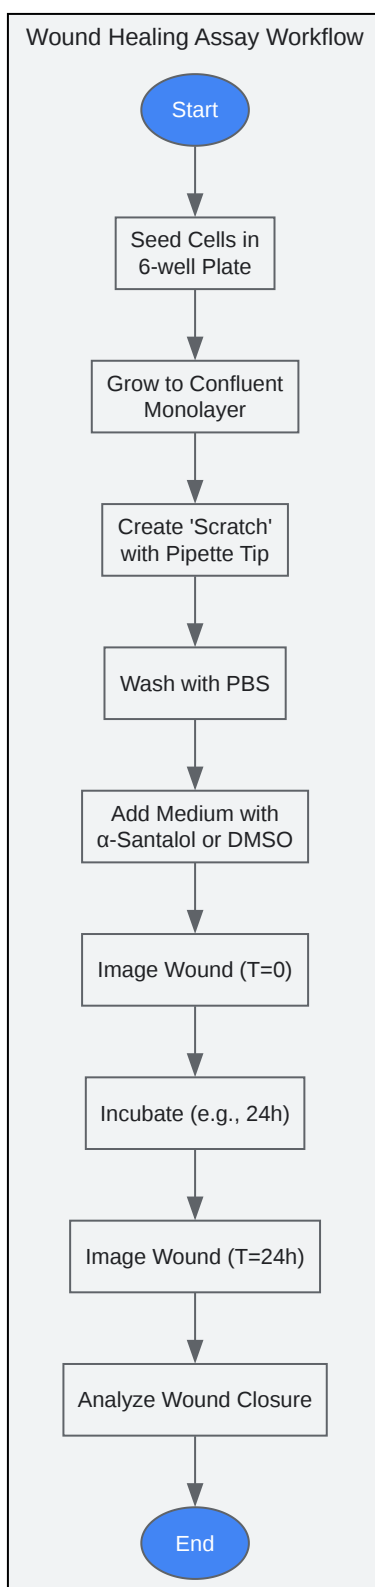 Wound Healing Assay Workflow
Start
Seed Cells in
6-well Plate
Grow to Confluent
Monolayer
Create 'Scratch'
with Pipette Tip
Wash with PBS
Add Medium with
α-Santalol or DMSO
Image Wound (T=0)
Incubate (e.g., 24h)
Image Wound (T=24h)
Analyze Wound Closure
End